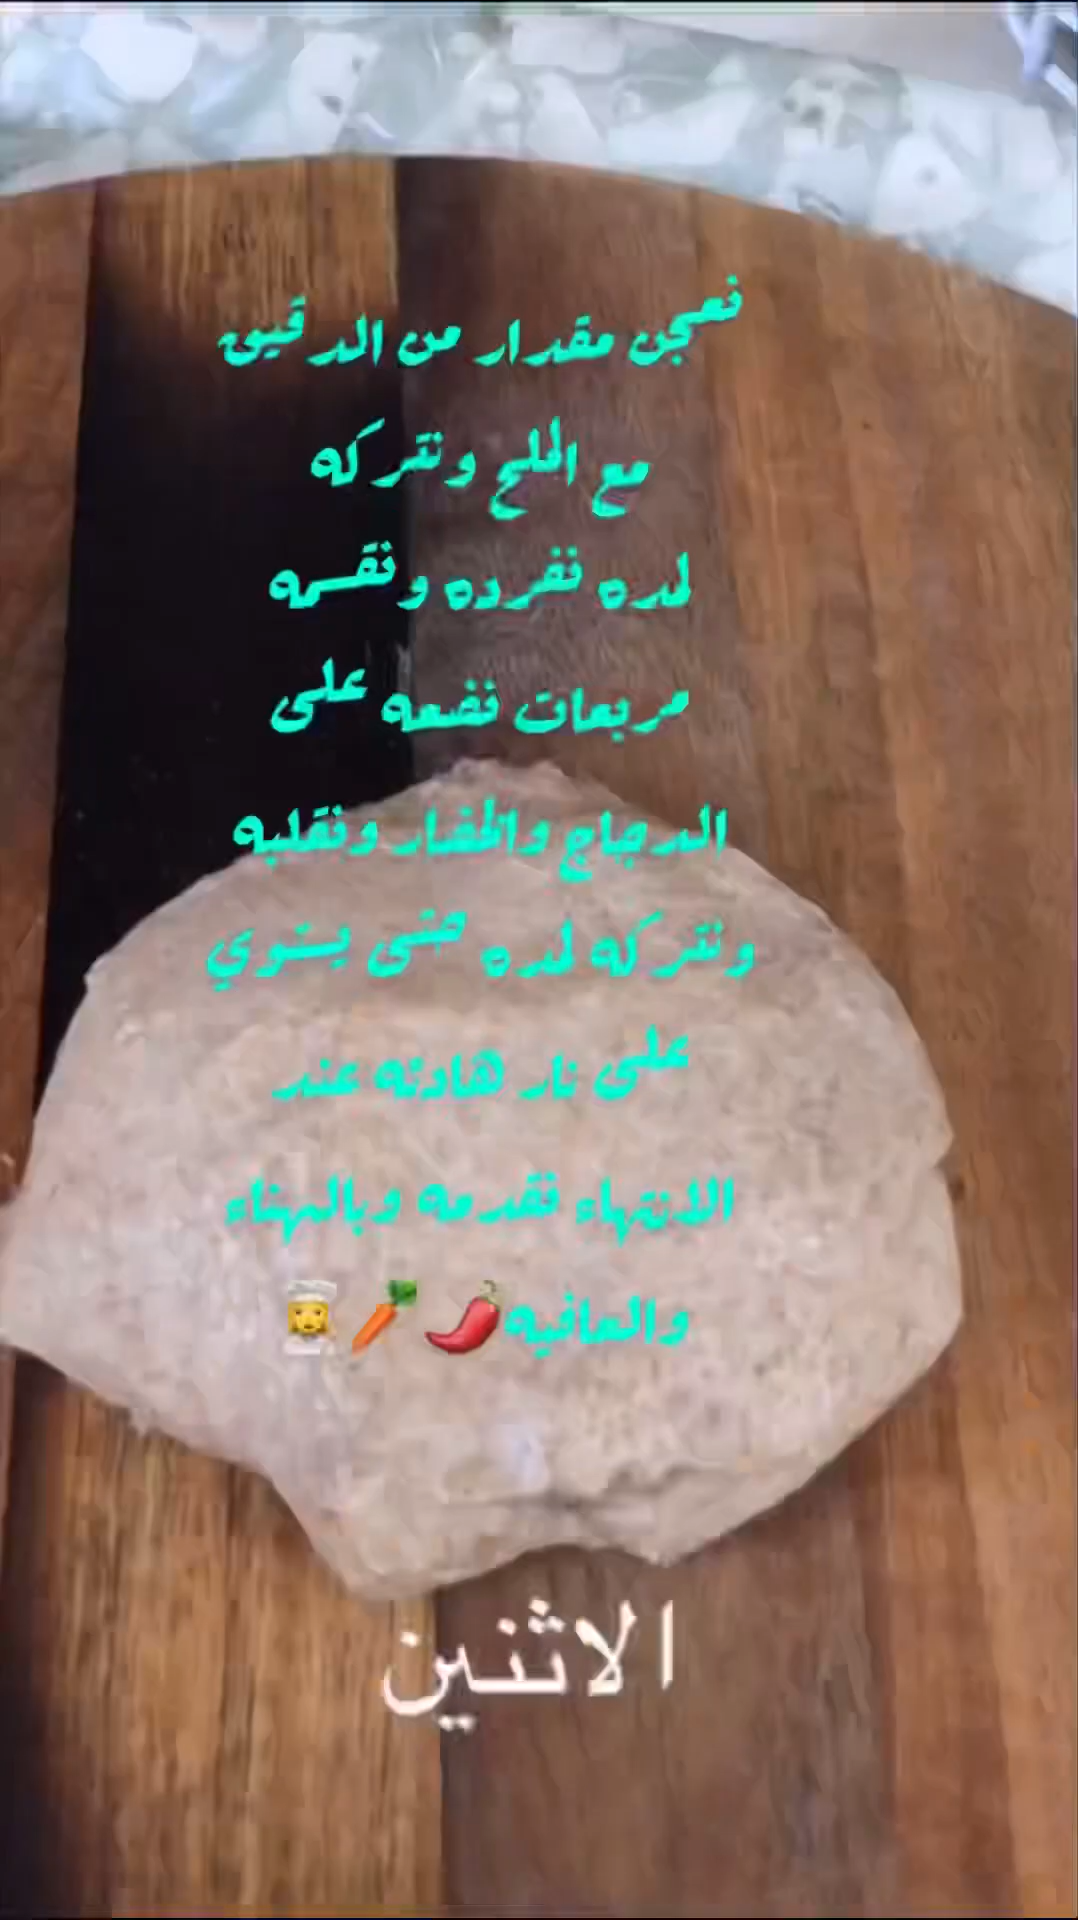 نعجن مقدار من الدقيق
مع الملح ونتركه
لمده نفرده ونقسمه
مربعات نضعه على
الدجاج والخضار ونقلبه
ونتركه لمده حتى يستوي
على نار هادئه عند
الانتهاء نقدمه وبالهناء
والعافيه🌶️🥕👩‍🍳
الاثنين